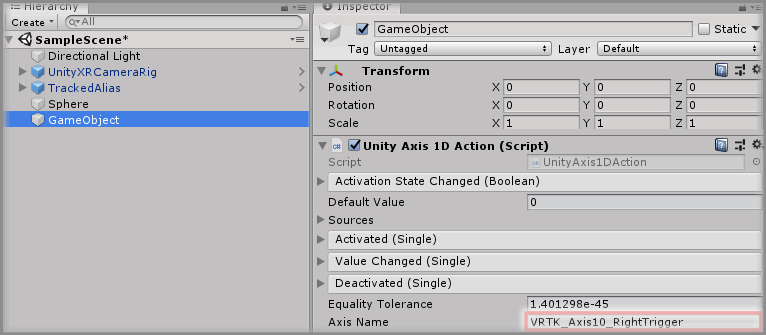 Hierarchy
Create All
SampleScene*
Directional Light
UnityXRCameraRig
TrackedAlias
Sphere
GameObject
Inspector
GameObject Static
Tag Untagged Layer Default
Transform
Position X 0 Y 0 Z 0
Rotation X 0 Y 0 Z 0
Scale X 1 Y 1 Z 1
Unity Axis 1D Action (Script)
Script UnityAxis1DAction
Activation State Changed (Boolean)
Default Value 0
Sources
Activated (Single)
Value Changed (Single)
Deactivated (Single)
Equality Tolerance 1.401298e-45
Axis Name VRTK_Axis10_RightTrigger